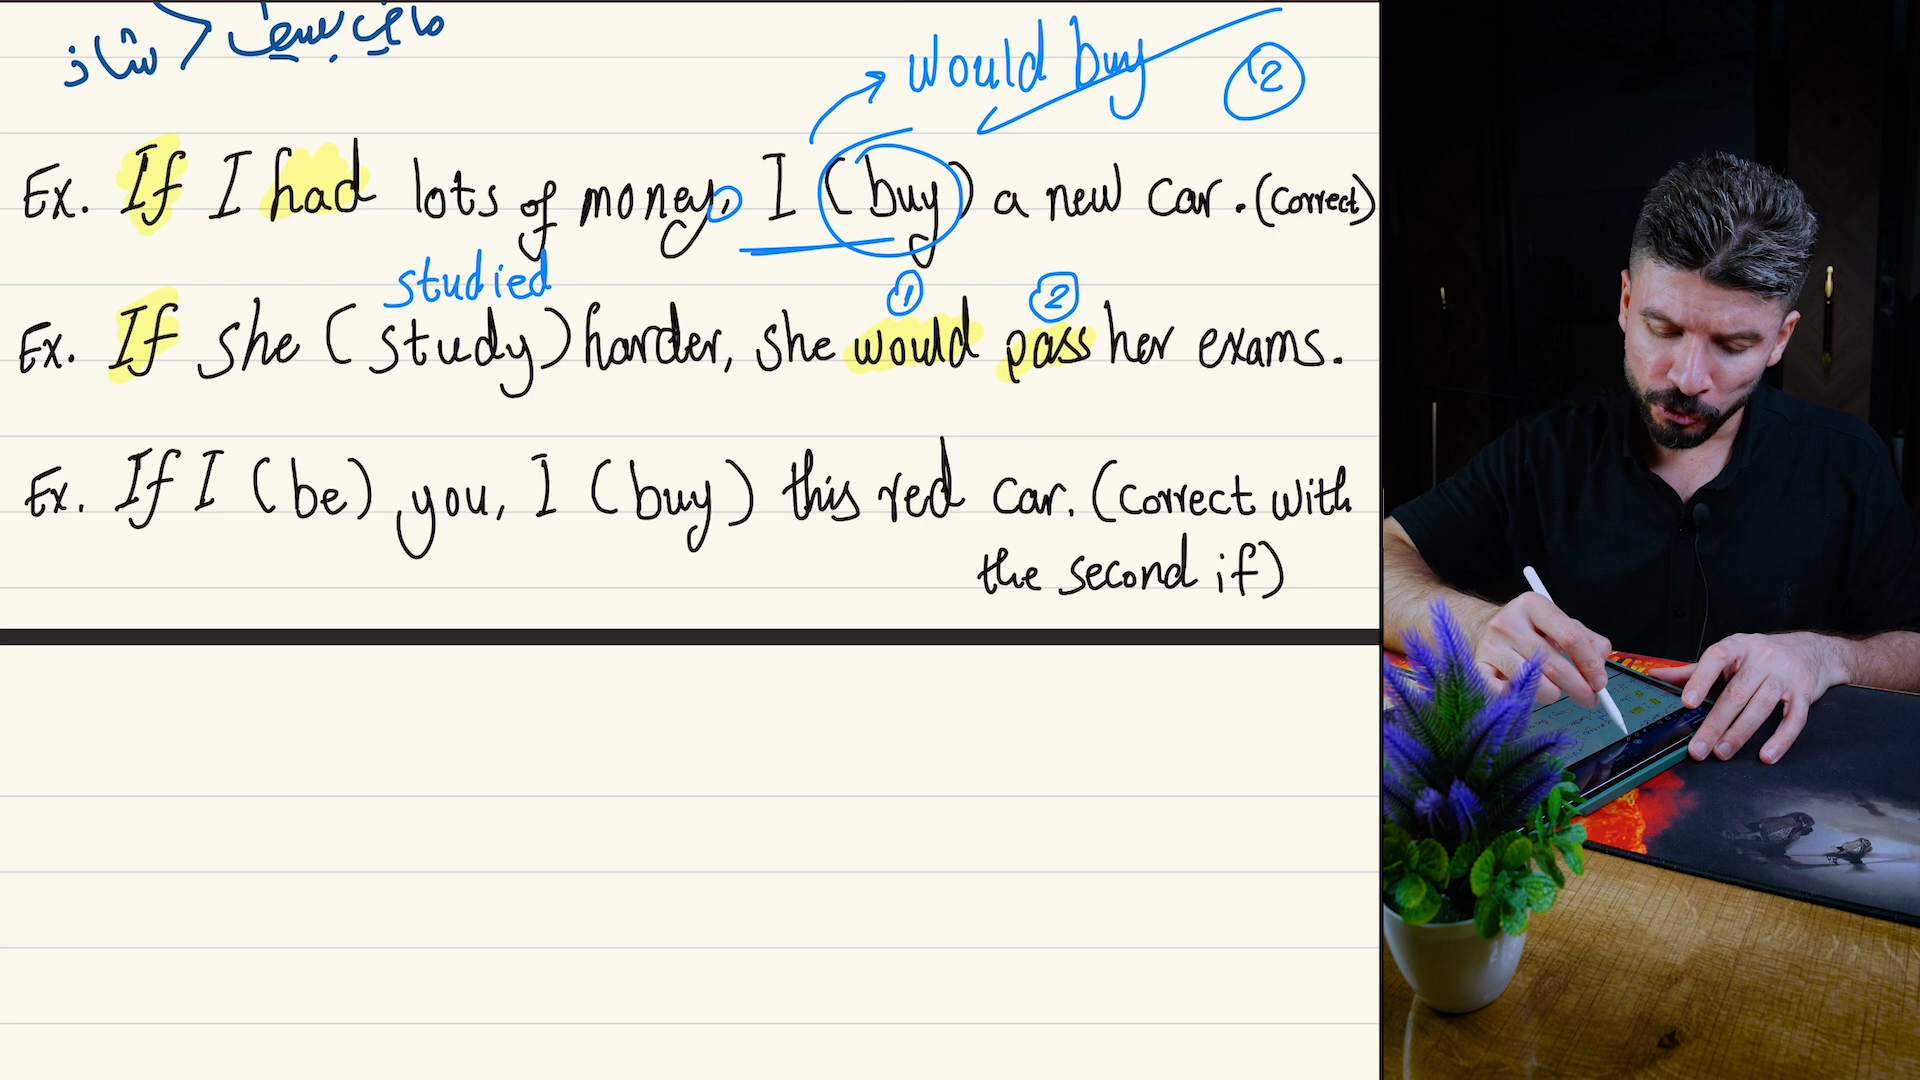 ماضي بسيط > شاذ
would buy ②
Ex. If I had lots of money, I (buy) a new car. (correct)
studied ① ②
Ex. If she (study) harder, she would pass her exams.
Ex. If I (be) you, I (buy) this red car. (correct with
the second if)